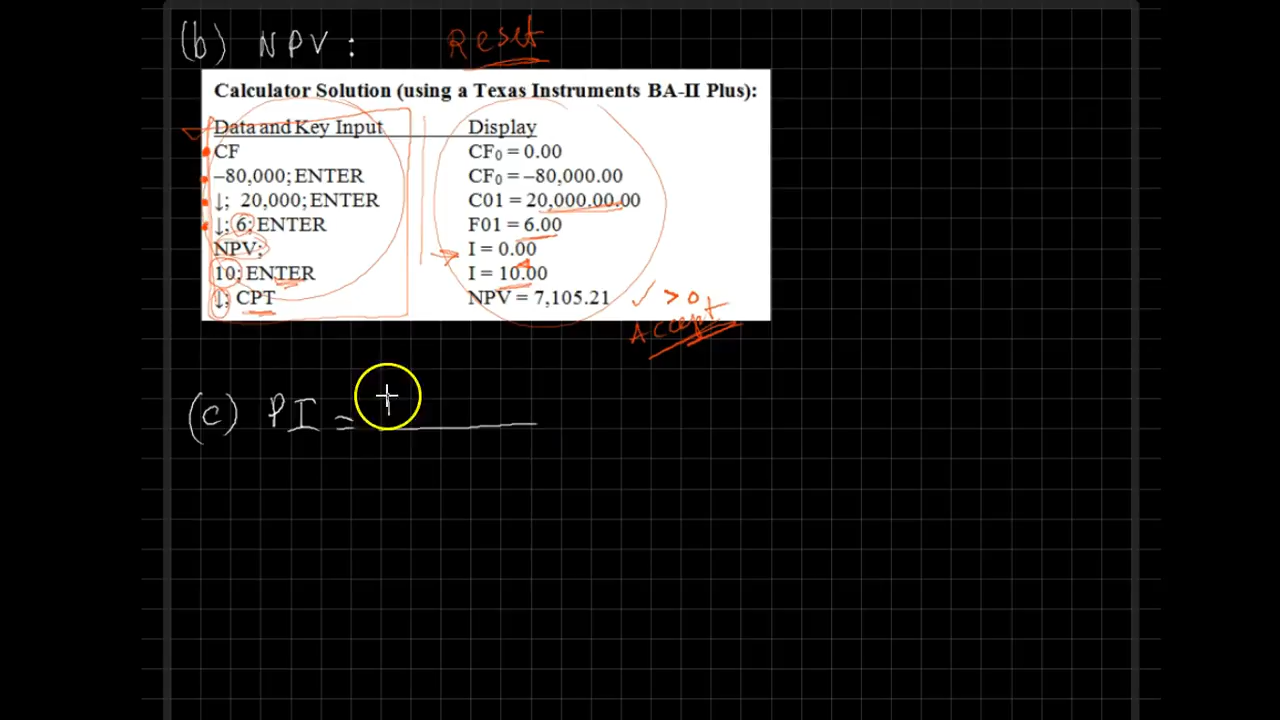 (b) NPV: Reset
Calculator Solution (using a Texas Instruments BA-II Plus):
Data and Key Input Display
CF CF₀ = 0.00
–80,000; ENTER CF₀ = –80,000.00
↓; 20,000; ENTER C01 = 20,000.00.00
↓; 6; ENTER F01 = 6.00
NPV; I = 0.00
10; ENTER I = 10.00
↓; CPT NPV = 7,105.21 ✓ > 0
Accept
(c) PI =